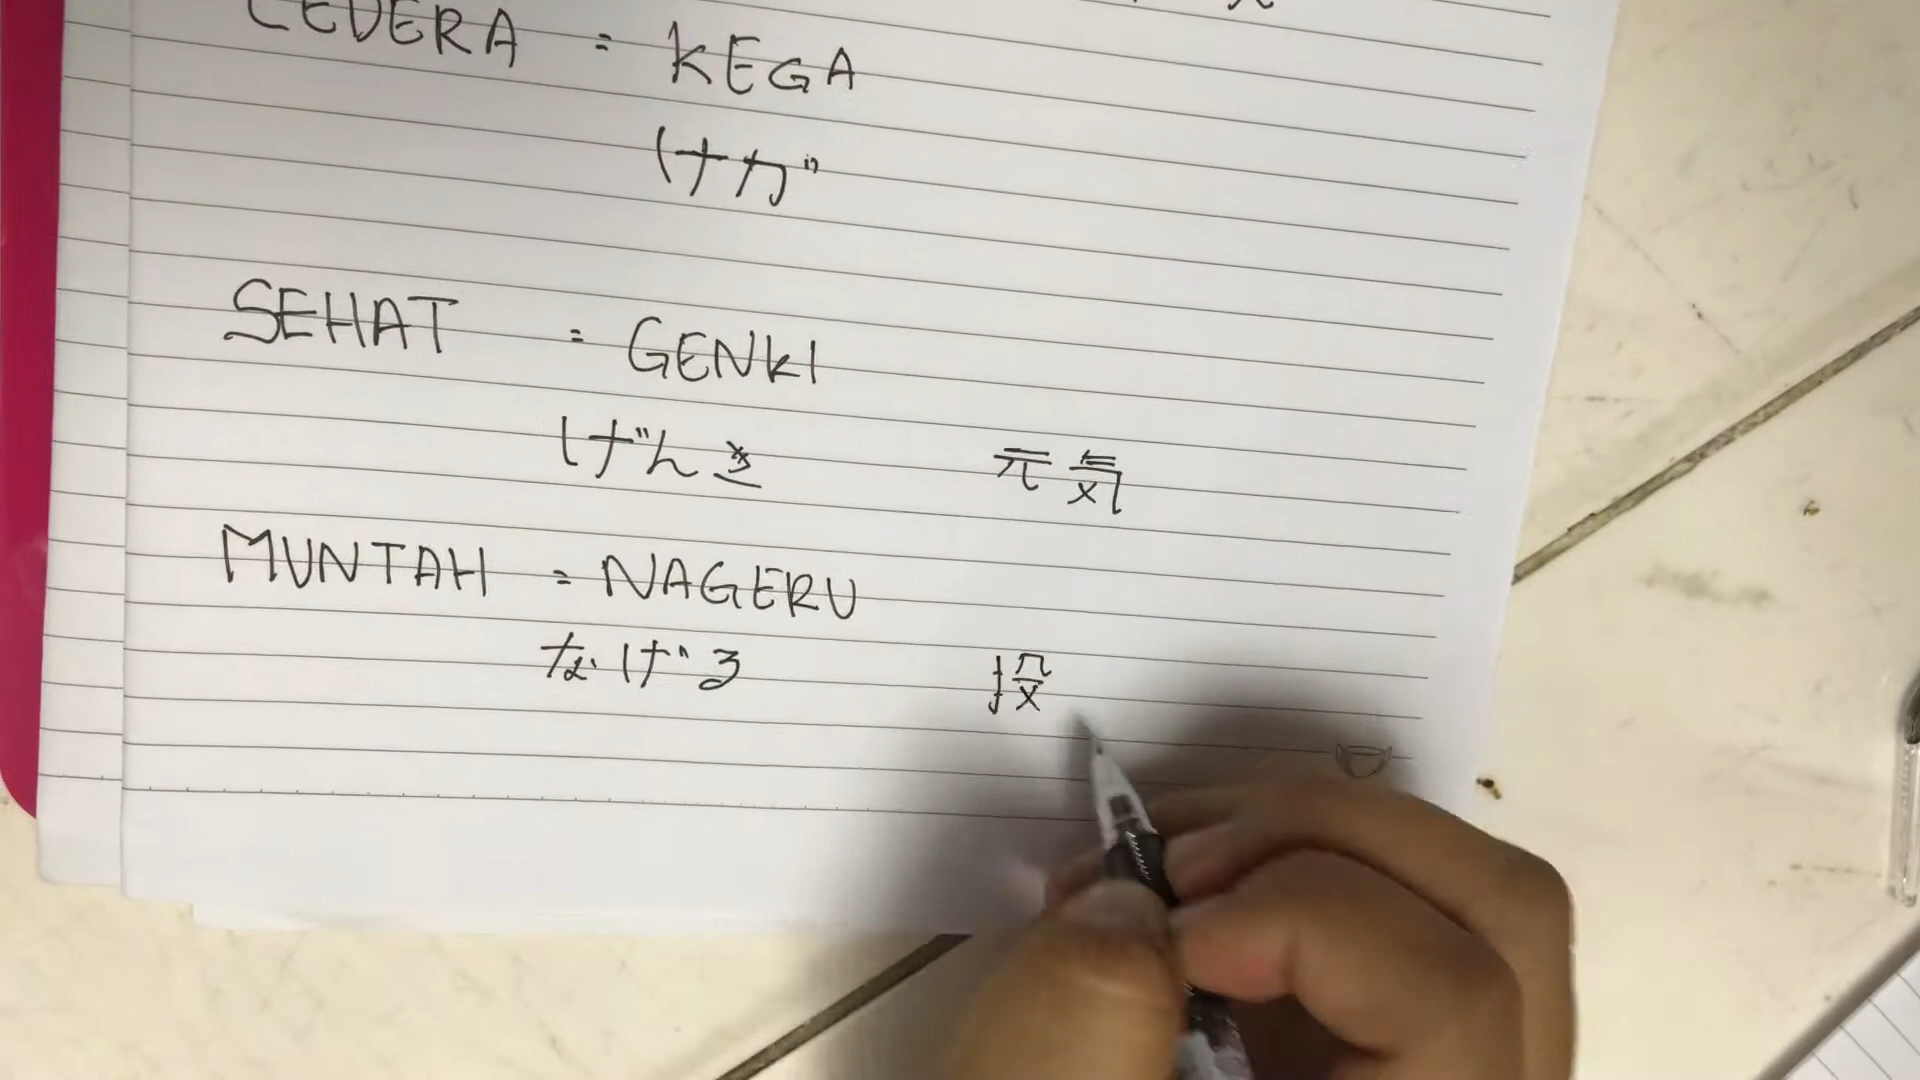 CEDERA = KEGA
けが
SEHAT = GENKI
げんき 元気
MUNTAH = NAGERU
なげる 投